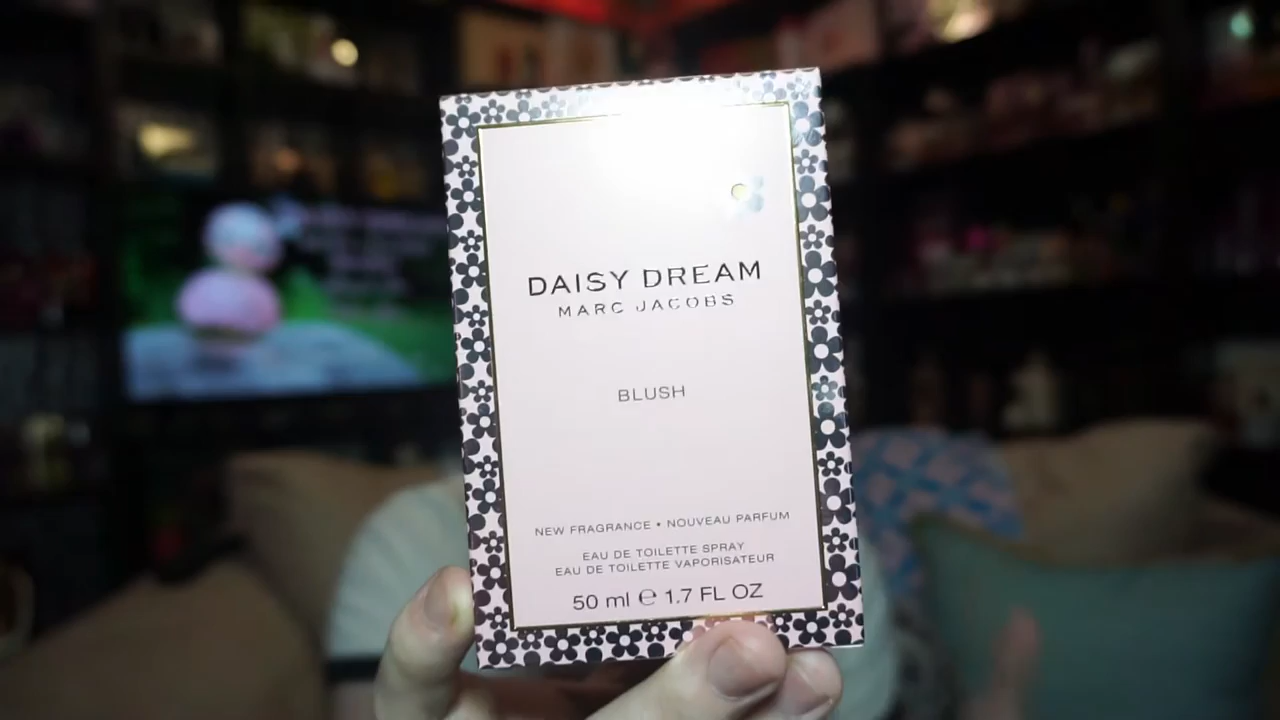 DAISY DREAM
MARC JACOBS
BLUSH
NEW FRAGRANCE • NOUVEAU PARFUM
EAU DE TOILETTE SPRAY
EAU DE TOILETTE VAPORISATEUR
50 ml ℮ 1.7 FL OZ